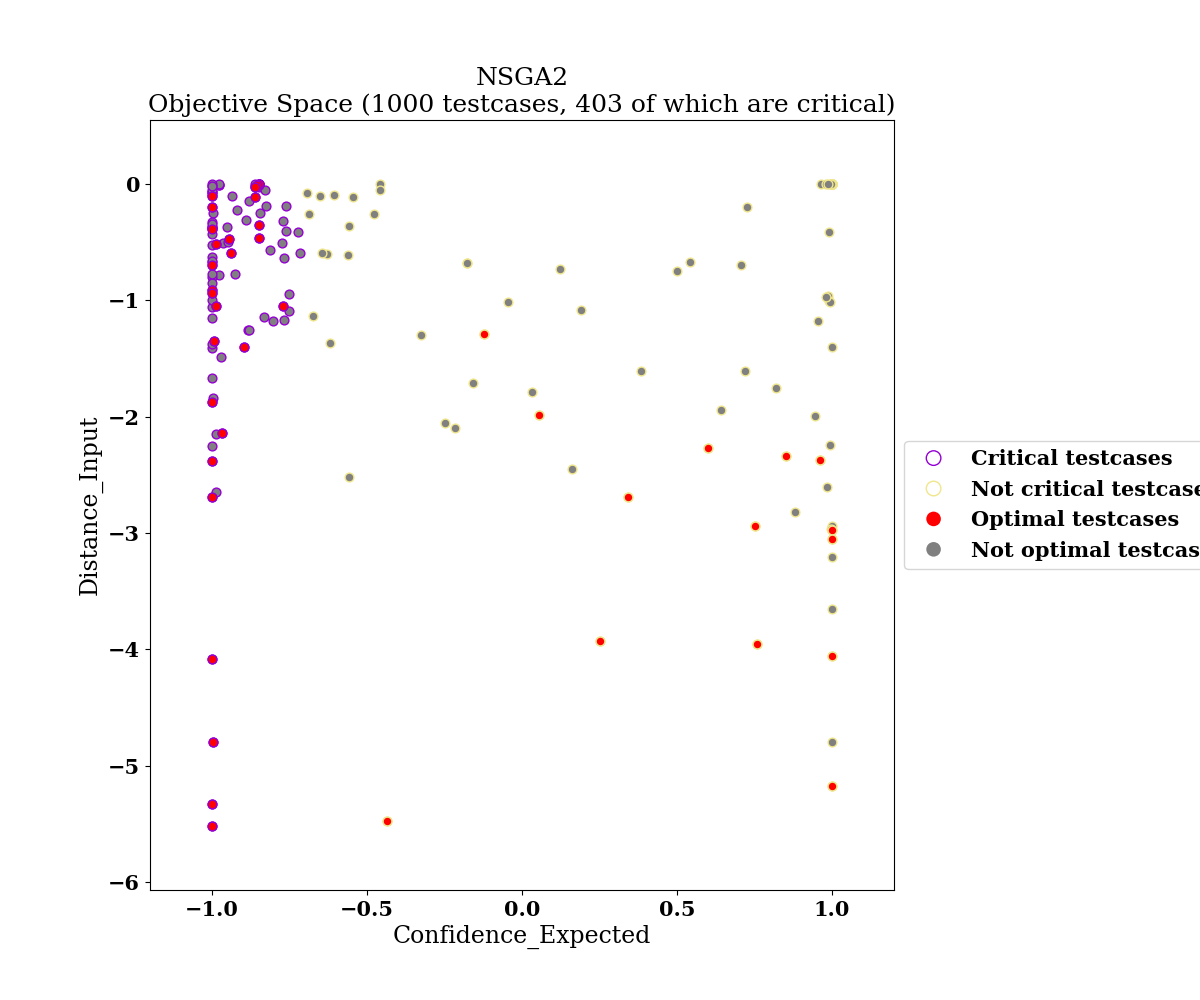 NSGA2
Objective Space (1000 testcases, 403 of which are critical)
0
−1
−2
−3
−4
−5
−6
Distance_Input
−1.0
−0.5
0.0
0.5
1.0
Confidence_Expected
Critical testcases
Not critical testcase
Optimal testcases
Not optimal testcas